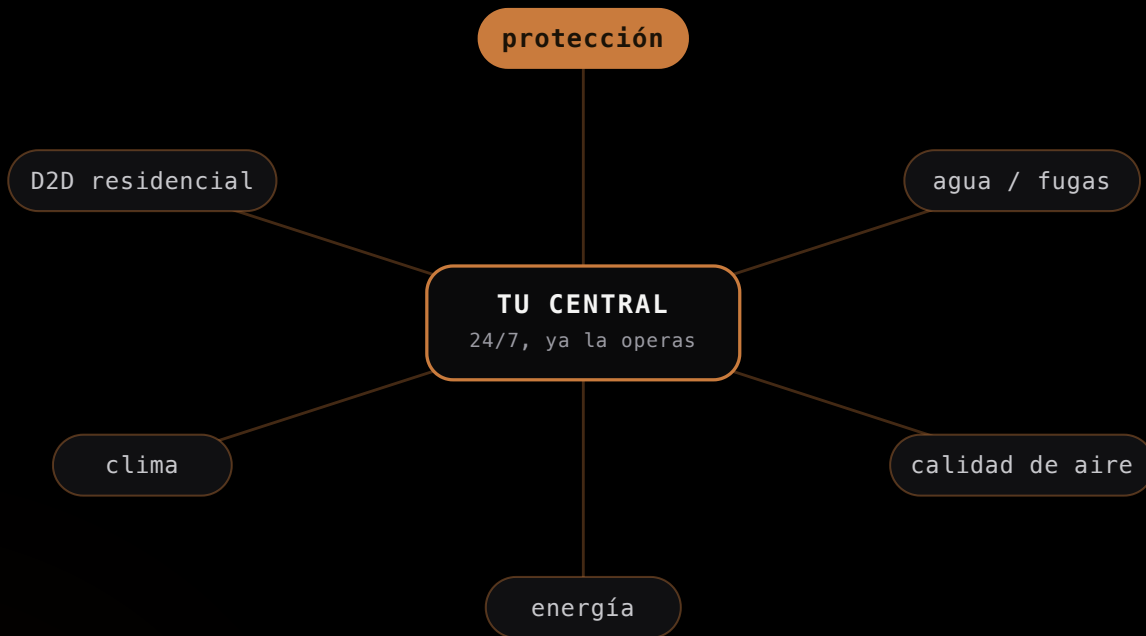 protección
D2D residencial
agua / fugas
TU CENTRAL
24/7, ya la operas
clima
calidad de aire
energía